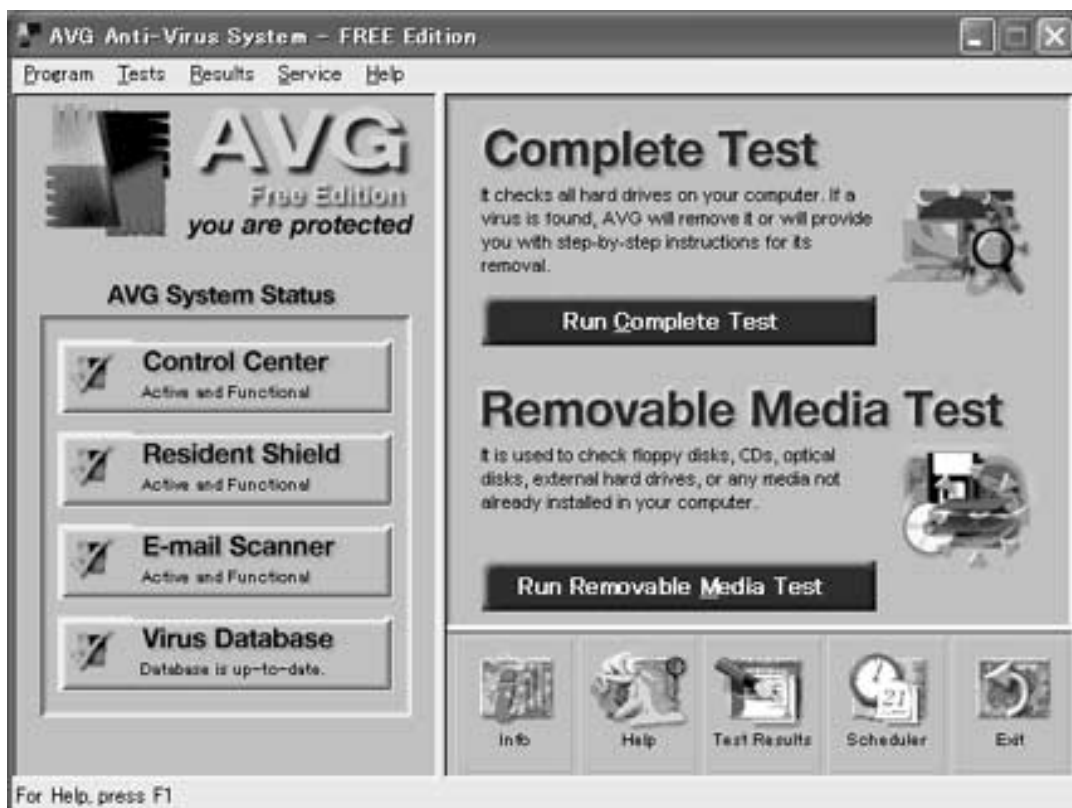 AVG Anti-Virus System - FREE Edition
Program Tests Results Service Help
AVG
Free Edition
you are protected
AVG System Status
Control Center
Active and Functional
Resident Shield
Active and Functional
E-mail Scanner
Active and Functional
Virus Database
Database is up-to-date.
Complete Test
It checks all hard drives on your computer. If a
virus is found, AVG will remove it or will provide
you with step-by-step instructions for its
removal.
Run Complete Test
Removable Media Test
It is used to check floppy disks, CDs, optical
disks, external hard drives, or any media not
already installed in your computer.
Run Removable Media Test
21
Info Help Test Results Scheduler Exit
For Help, press F1